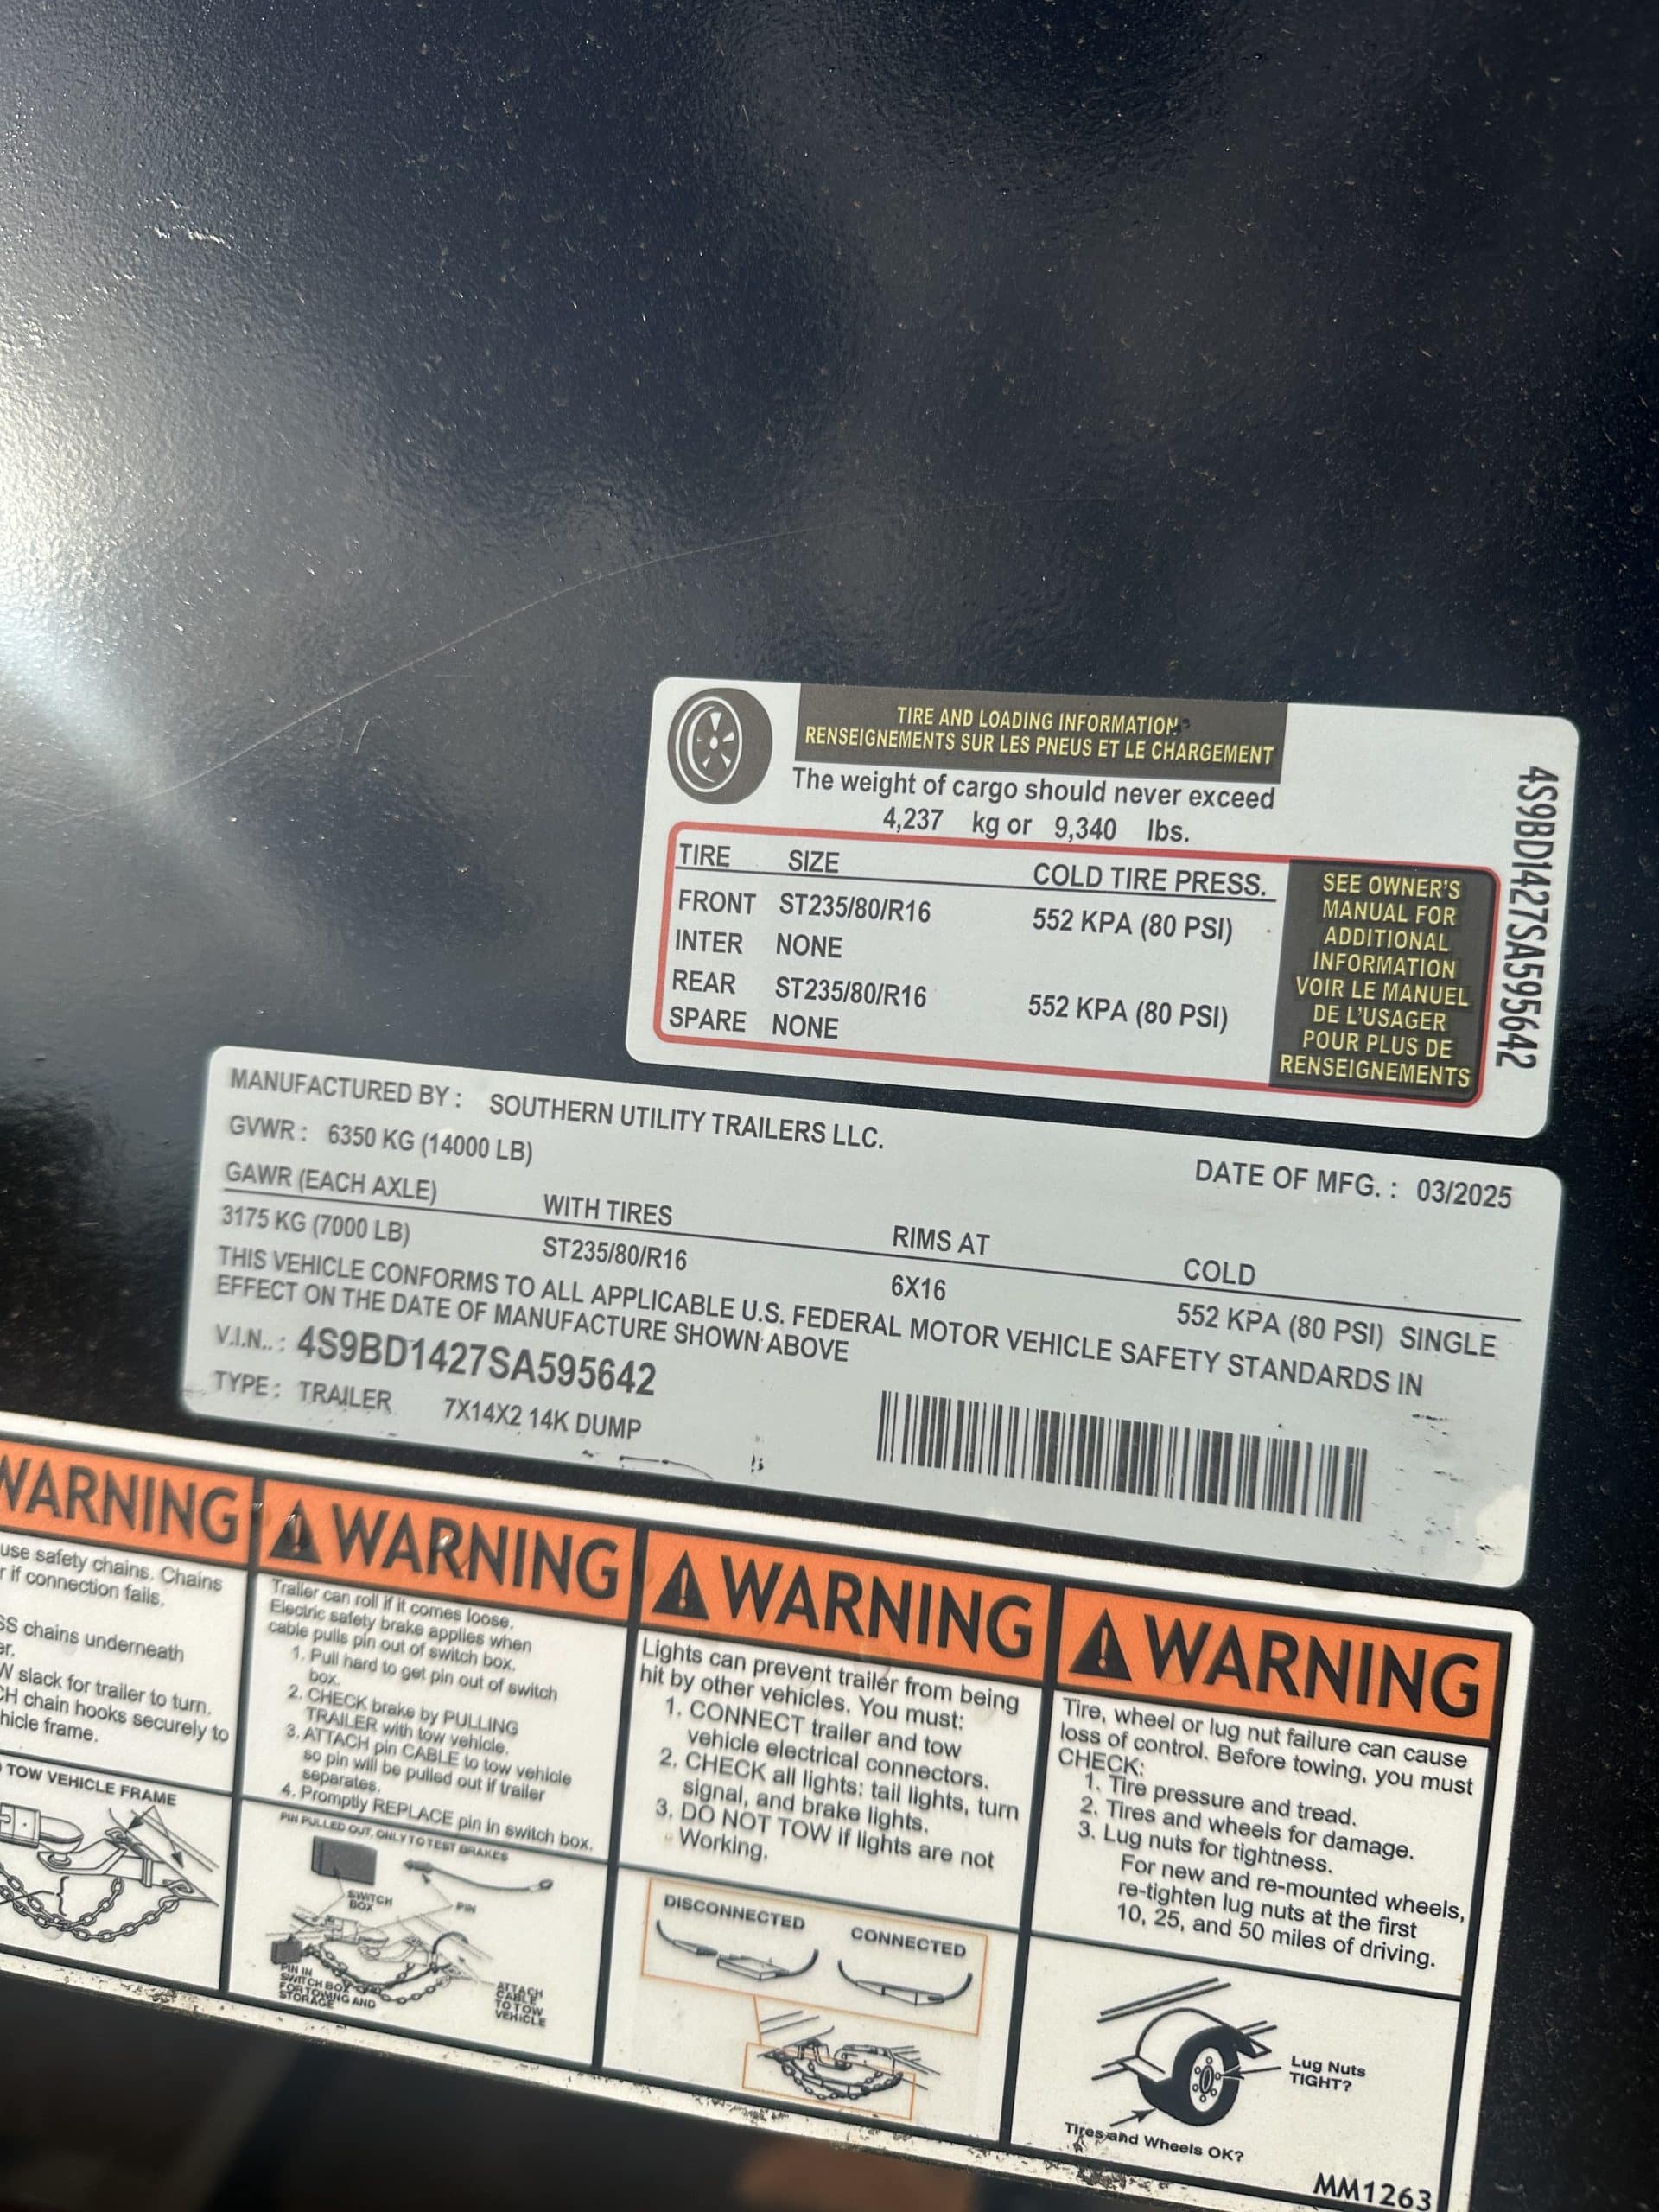 TIRE AND LOADING INFORMATION
RENSEIGNEMENTS SUR LES PNEUS ET LE CHARGEMENT
The weight of cargo should never exceed
4,237 kg or 9,340 lbs.
TIRE SIZE COLD TIRE PRESS.
FRONT ST235/80/R16 552 KPA (80 PSI)
INTER NONE
REAR ST235/80/R16 552 KPA (80 PSI)
SPARE NONE
SEE OWNER'S
MANUAL FOR
ADDITIONAL
INFORMATION
VOIR LE MANUEL
DE L'USAGER
POUR PLUS DE
RENSEIGNEMENTS
4S9BD1427SA595642
MANUFACTURED BY : SOUTHERN UTILITY TRAILERS LLC.
GVWR : 6350 KG (14000 LB) DATE OF MFG. : 03/2025
GAWR (EACH AXLE) WITH TIRES RIMS AT COLD
3175 KG (7000 LB) ST235/80/R16 6X16 552 KPA (80 PSI) SINGLE
THIS VEHICLE CONFORMS TO ALL APPLICABLE U.S. FEDERAL MOTOR VEHICLE SAFETY STANDARDS IN
EFFECT ON THE DATE OF MANUFACTURE SHOWN ABOVE
V.I.N.. : 4S9BD1427SA595642
TYPE : TRAILER 7X14X2 14K DUMP
WARNING
use safety chains. Chains
r if connection fails.
SS chains underneath
er.
W slack for trailer to turn.
CH chain hooks securely to
hicle frame.
TOW VEHICLE FRAME
WARNING
Trailer can roll if it comes loose.
Electric safety brake applies when
cable pulls pin out of switch box.
1. Pull hard to get pin out of switch
box.
2. CHECK brake by PULLING
TRAILER with tow vehicle.
3. ATTACH pin CABLE to tow vehicle
so pin will be pulled out if trailer
separates.
4. Promptly REPLACE pin in switch box.
PIN PULLED OUT, ONLY TO TEST BRAKES
SWITCH
BOX
PIN
PIN IN
SWITCH BOX
FOR TOWING AND
STORAGE
ATTACH
CABLE
TO TOW
VEHICLE
WARNING
Lights can prevent trailer from being
hit by other vehicles. You must:
1. CONNECT trailer and tow
vehicle electrical connectors.
2. CHECK all lights: tail lights, turn
signal, and brake lights.
3. DO NOT TOW if lights are not
Working.
DISCONNECTED
CONNECTED
WARNING
Tire, wheel or lug nut failure can cause
loss of control. Before towing, you must
CHECK:
1. Tire pressure and tread.
2. Tires and wheels for damage.
3. Lug nuts for tightness.
For new and re-mounted wheels,
re-tighten lug nuts at the first
10, 25, and 50 miles of driving.
Lug Nuts
TIGHT?
Tires and Wheels OK?
MM1263